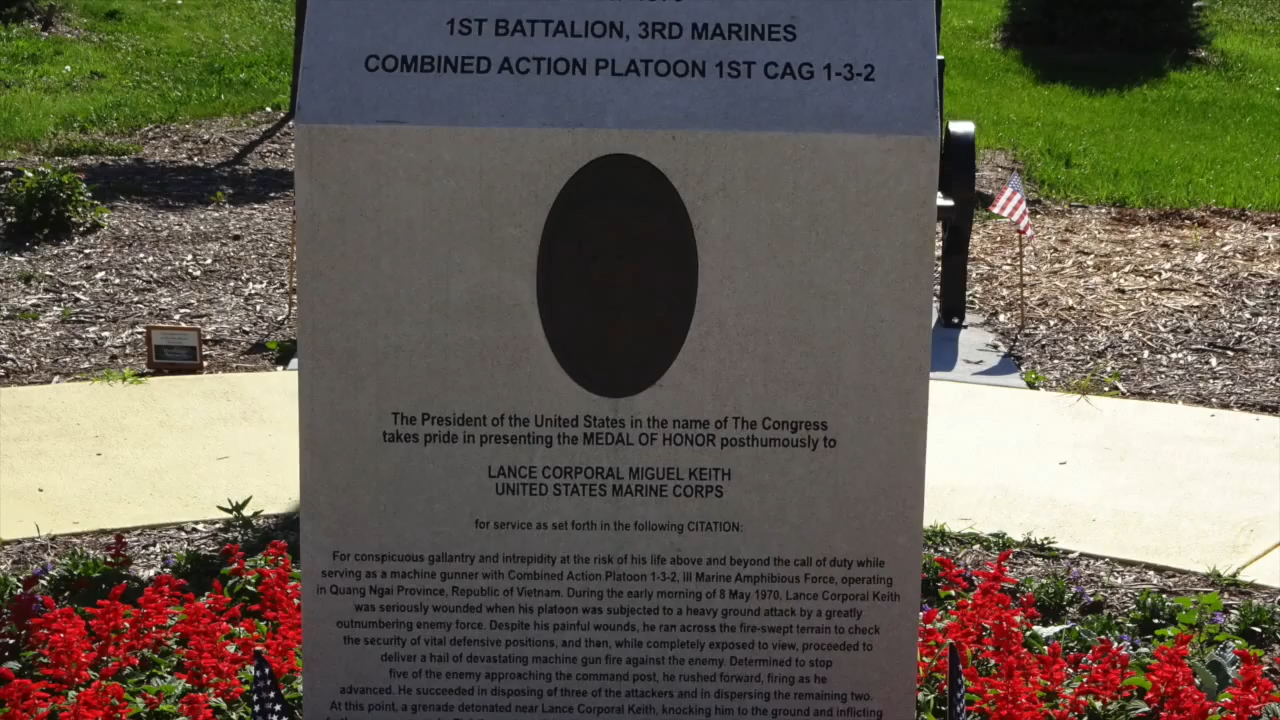 1ST BATTALION, 3RD MARINES
COMBINED ACTION PLATOON 1ST CAG 1-3-2
The President of the United States in the name of The Congress
takes pride in presenting the MEDAL OF HONOR posthumously to
LANCE CORPORAL MIGUEL KEITH
UNITED STATES MARINE CORPS
for service as set forth in the following CITATION:
For conspicuous gallantry and intrepidity at the risk of his life above and beyond the call of duty while
serving as a machine gunner with Combined Action Platoon 1-3-2, III Marine Amphibious Force, operating
in Quang Ngai Province, Republic of Vietnam. During the early morning of 8 May 1970, Lance Corporal Keith
was seriously wounded when his platoon was subjected to a heavy ground attack by a greatly
outnumbering enemy force. Despite his painful wounds, he ran across the fire-swept terrain to check
the security of vital defensive positions, and then, while completely exposed to view, proceeded to
deliver a hail of devastating machine gun fire against the enemy. Determined to stop
five of the enemy approaching the command post, he rushed forward, firing as he
advanced. He succeeded in disposing of three of the attackers and in dispersing the remaining two.
At this point, a grenade detonated near Lance Corporal Keith, knocking him to the ground and inflicting